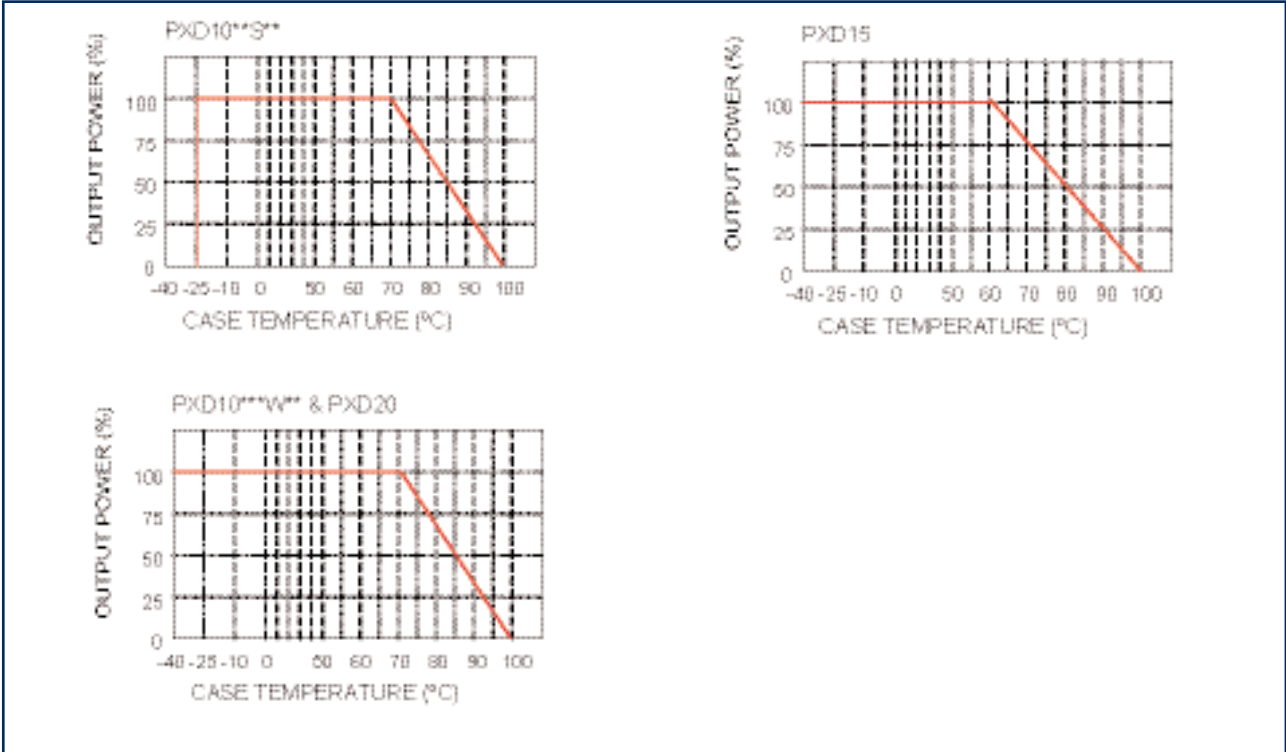 PXD10**S**
OUTPUT POWER (%)
100
75
50
25
0
-40 -25 -10 0 50 60 70 80 90 100
CASE TEMPERATURE (ºC)
PXD15
OUTPUT POWER (%)
100
75
50
25
0
-40 -25 -10 0 50 60 70 80 90 100
CASE TEMPERATURE (ºC)
PXD10***W** & PXD20
OUTPUT POWER (%)
100
75
50
25
0
-40 -25 -10 0 50 60 70 80 90 100
CASE TEMPERATURE (ºC)